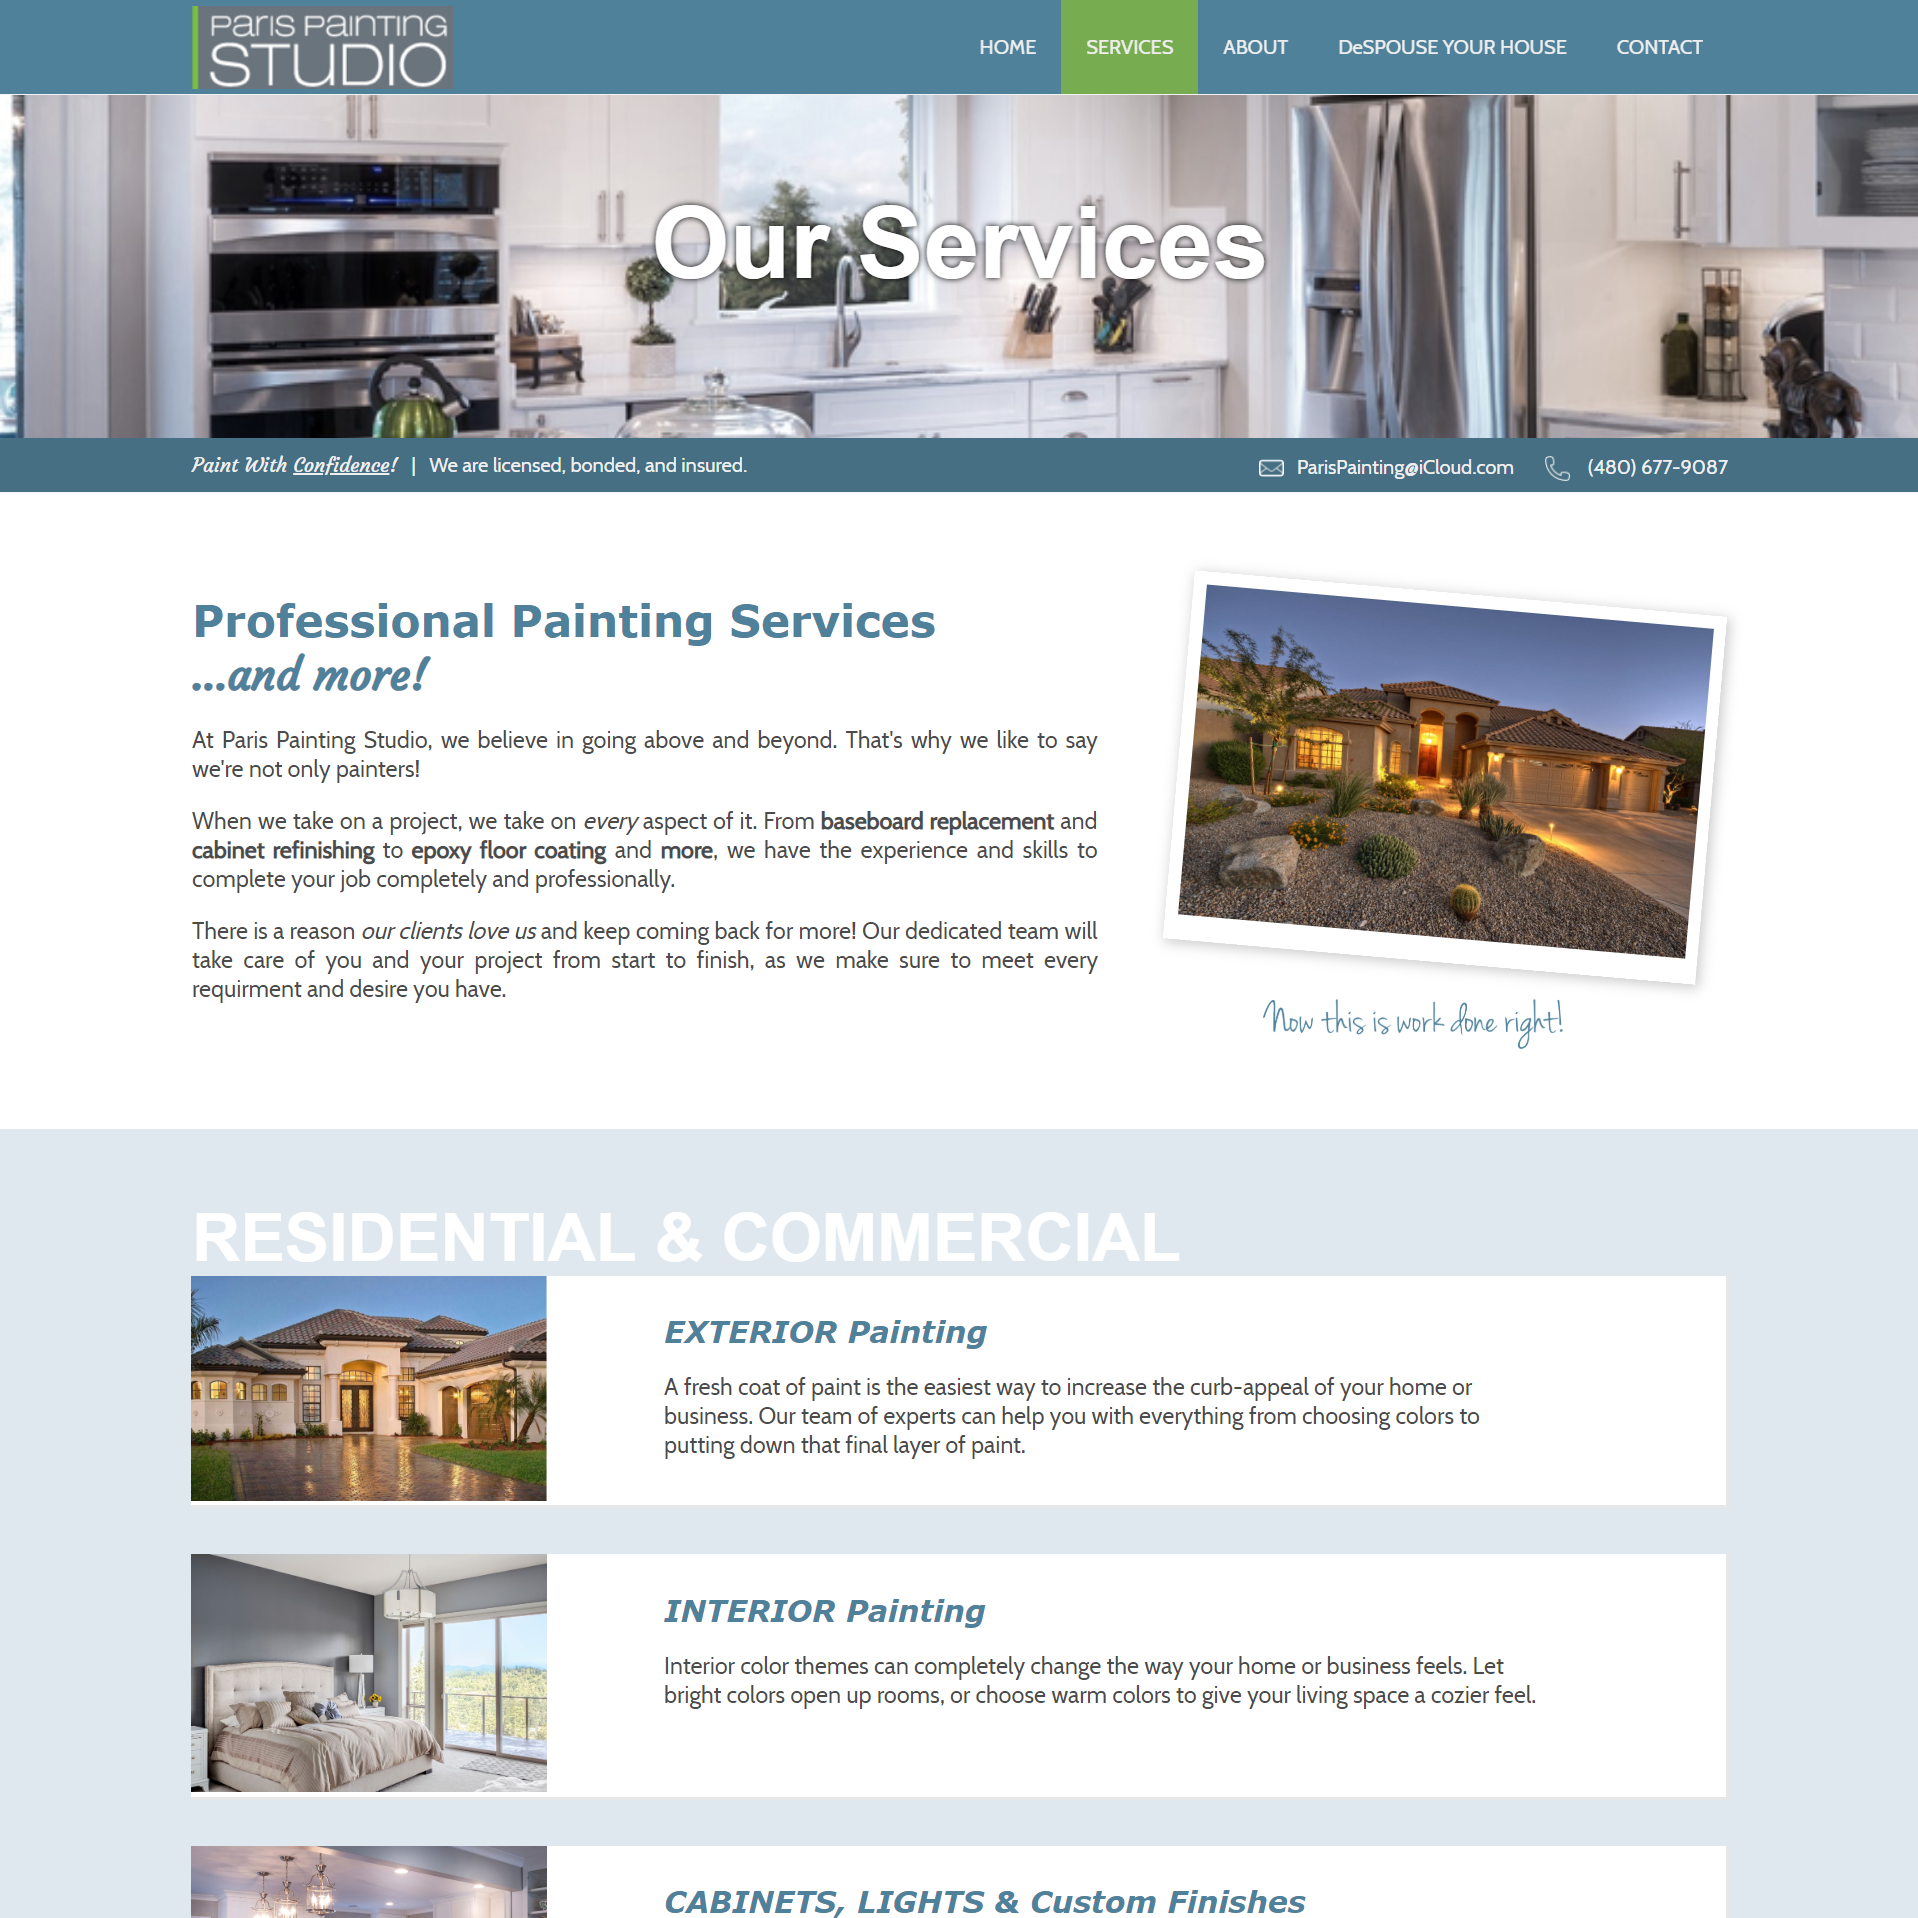 Paris Painting
STUDIO
HOME
SERVICES
ABOUT
DeSPOUSE YOUR HOUSE
CONTACT
Our Services
Paint With Confidence! | We are licensed, bonded, and insured.
ParisPainting@iCloud.com
(480) 677-9087
Professional Painting Services
...and more!
At Paris Painting Studio, we believe in going above and beyond. That's why we like to say
we're not only painters!
When we take on a project, we take on every aspect of it. From baseboard replacement and
cabinet refinishing to epoxy floor coating and more, we have the experience and skills to
complete your job completely and professionally.
There is a reason our clients love us and keep coming back for more! Our dedicated team will
take care of you and your project from start to finish, as we make sure to meet every
requirment and desire you have.
Now this is work done right!
RESIDENTIAL & COMMERCIAL
EXTERIOR Painting
A fresh coat of paint is the easiest way to increase the curb-appeal of your home or
business. Our team of experts can help you with everything from choosing colors to
putting down that final layer of paint.
INTERIOR Painting
Interior color themes can completely change the way your home or business feels. Let
bright colors open up rooms, or choose warm colors to give your living space a cozier feel.
CABINETS, LIGHTS & Custom Finishes